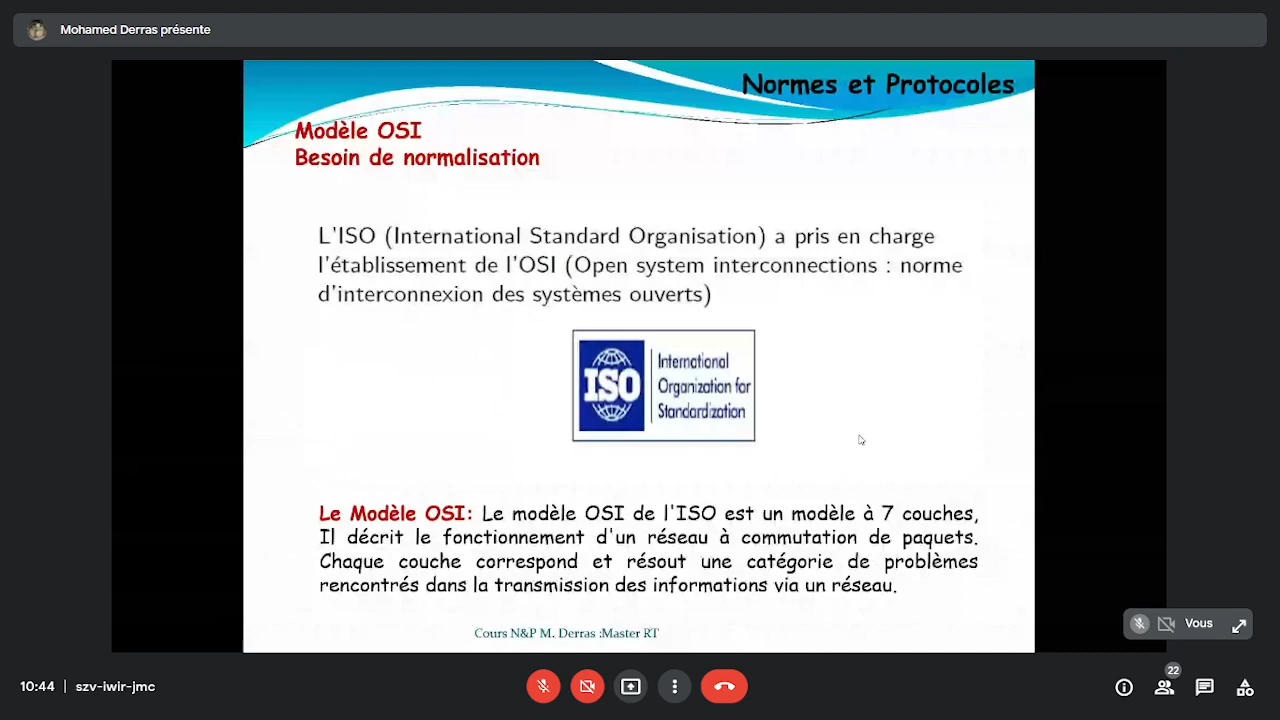 Mohamed Derras présente
Normes et Protocoles
Modèle OSI
Besoin de normalisation
L'ISO (International Standard Organisation) a pris en charge
l'établissement de l'OSI (Open system interconnections : norme
d'interconnexion des systèmes ouverts)
ISO
International
Organization for
Standardization
Le Modèle OSI: Le modèle OSI de l'ISO est un modèle à 7 couches,
Il décrit le fonctionnement d'un réseau à commutation de paquets.
Chaque couche correspond et résout une catégorie de problèmes
rencontrés dans la transmission des informations via un réseau.
Cours N&P M. Derras :Master RT
Vous
10:44 | szv-iwir-jmc
22